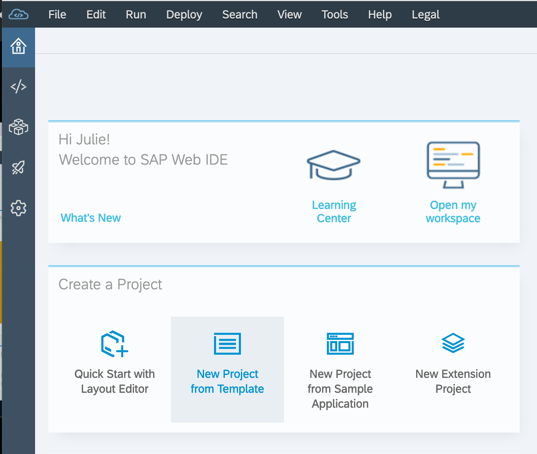 File Edit Run Deploy Search View Tools Help Legal
Hi Julie!
Welcome to SAP Web IDE
What's New
Learning
Center
Open my
workspace
Create a Project
Quick Start with
Layout Editor
New Project
from Template
New Project
from Sample
Application
New Extension
Project